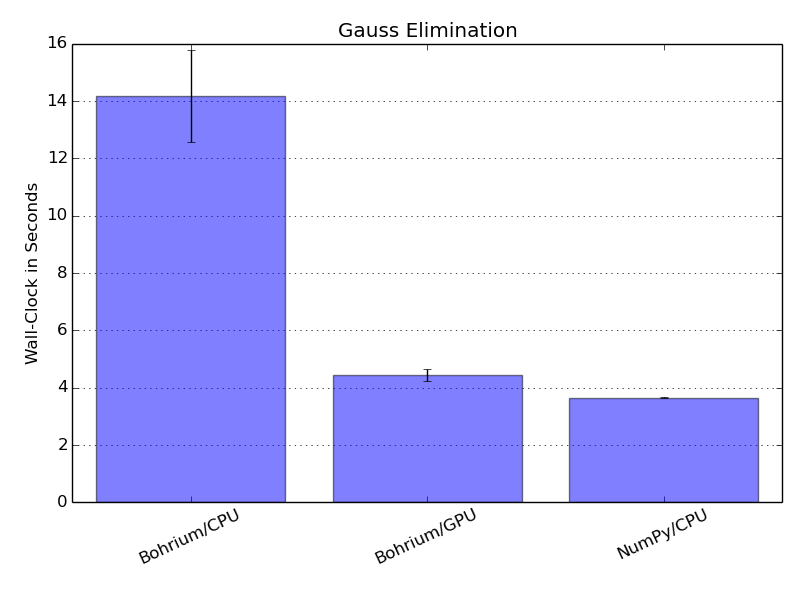 Gauss Elimination
Wall-Clock in Seconds
16
14
12
10
8
6
4
2
0
Bohrium/CPU
Bohrium/GPU
NumPy/CPU